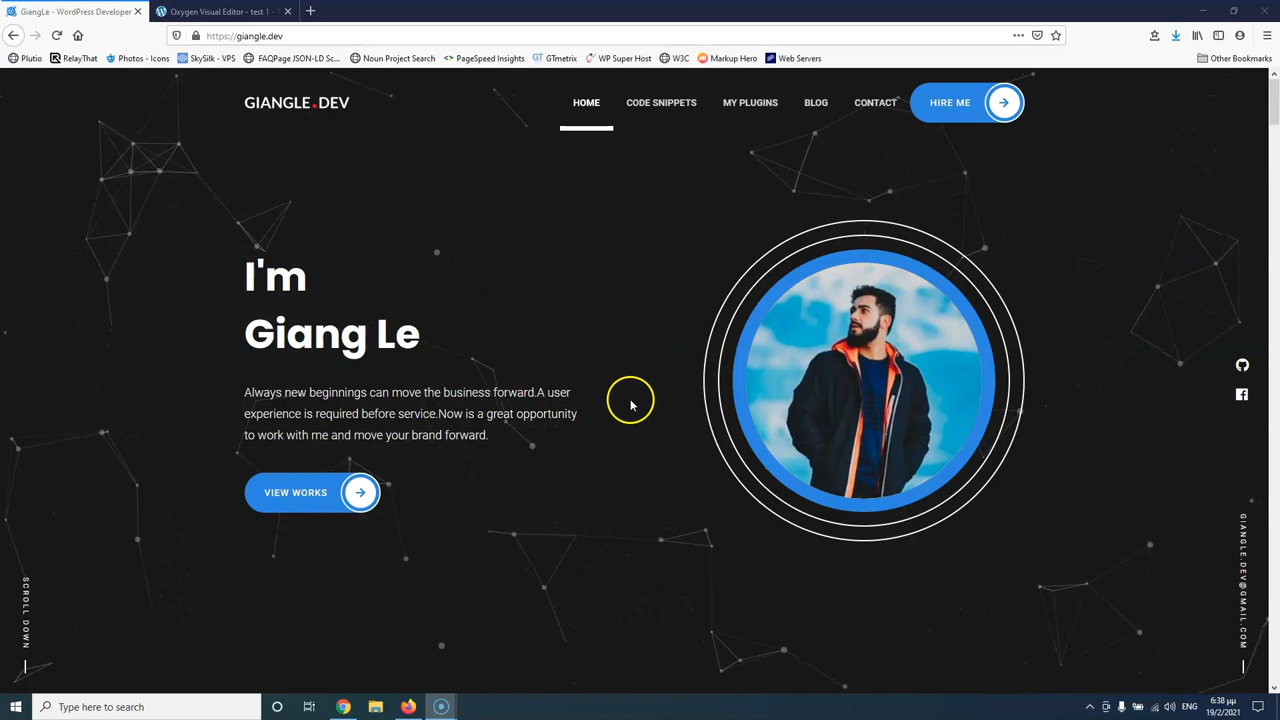 GiangLe - WordPress Developer
Oxygen Visual Editor - test 1 -
https://giangle.dev
Plutio
RelayThat
Photos - Icons
SkySilk - VPS
FAQPage JSON-LD Sc...
Noun Project Search
PageSpeed Insights
GTmetrix
WP Super Host
W3C
Markup Hero
Web Servers
Other Bookmarks
GIANGLE.DEV
HOME
CODE SNIPPETS
MY PLUGINS
BLOG
CONTACT
HIRE ME
I'm
Giang Le
Always new beginnings can move the business forward.A user
experience is required before service.Now is a great opportunity
to work with me and move your brand forward.
VIEW WORKS
SCROLL DOWN
GIANGLE.DEV@GMAIL.COM
Type here to search
ENG
6:38 μμ
19/2/2021